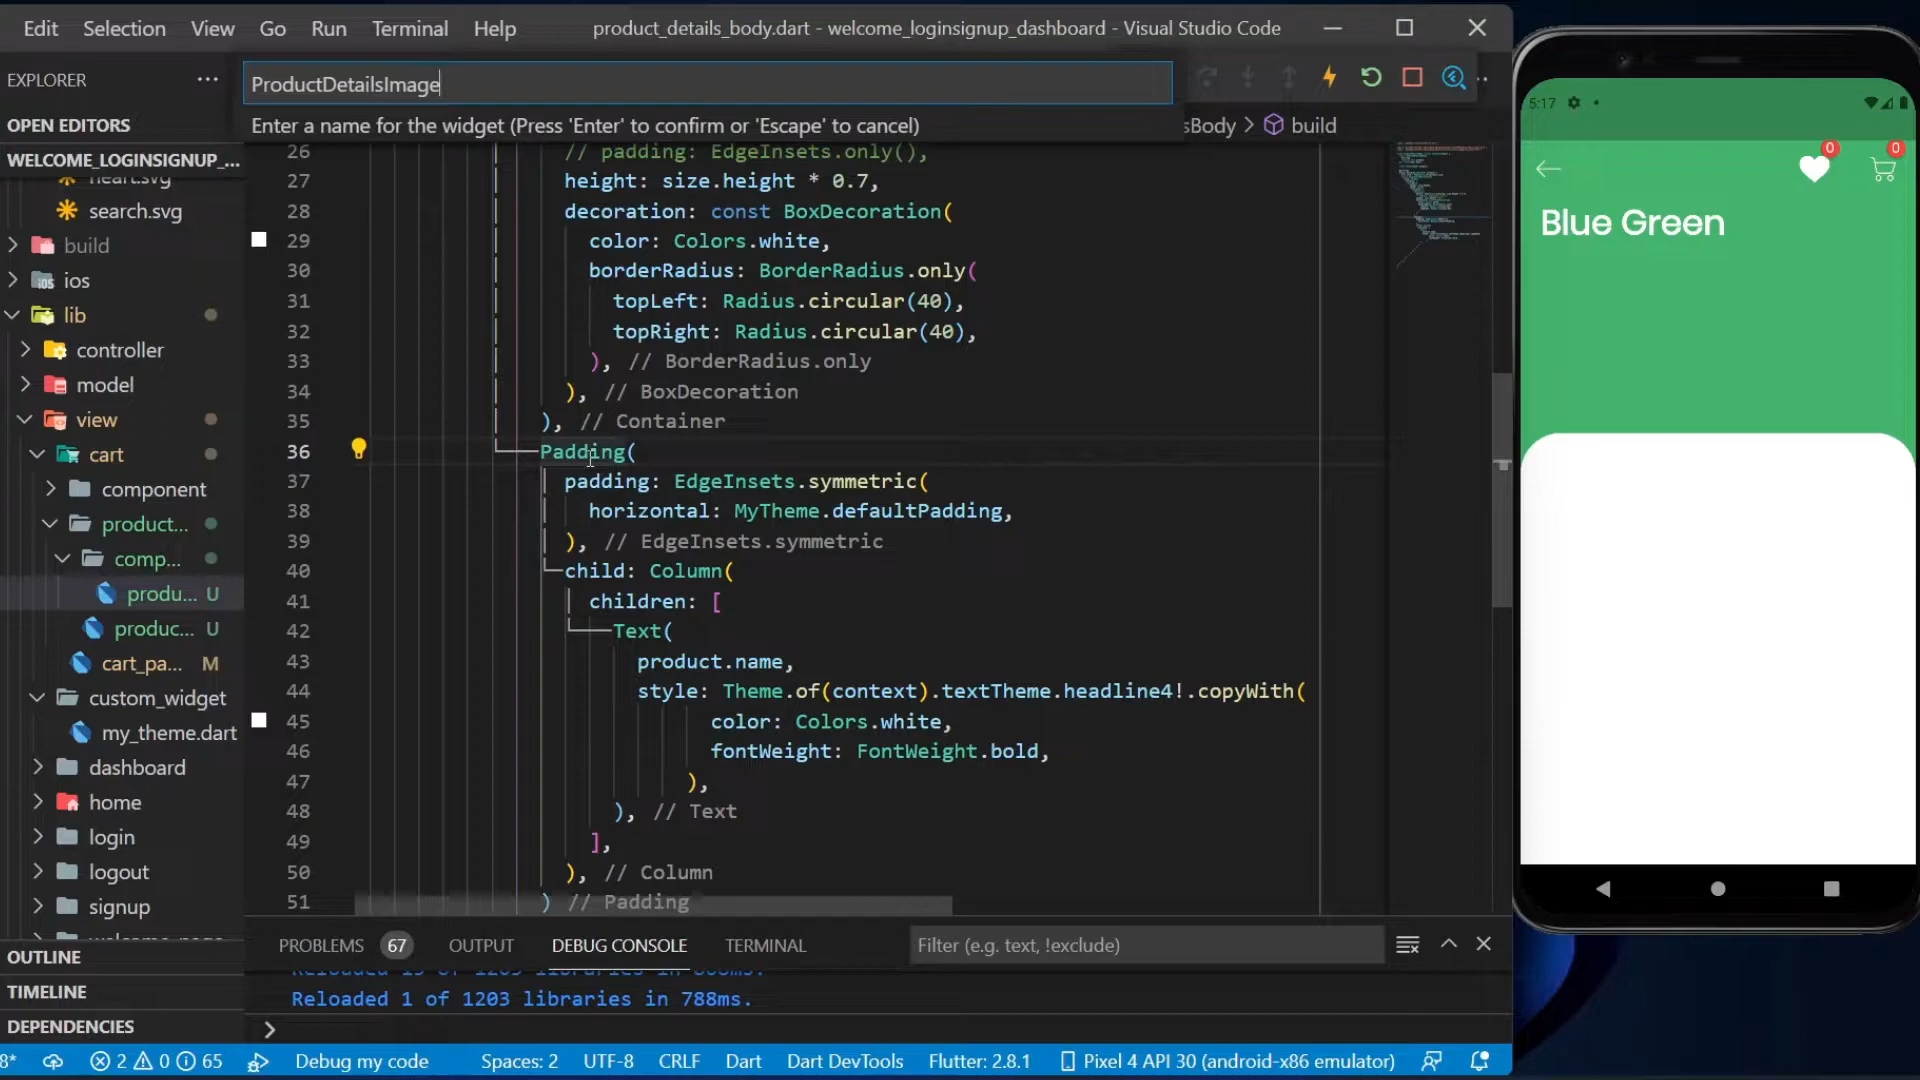 Edit Selection View Go Run Terminal Help product_details_body.dart - welcome_loginsignup_dashboard - Visual Studio Code
EXPLORER
ProductDetailsImage
Enter a name for the widget (Press 'Enter' to confirm or 'Escape' to cancel)
sBody > build
OPEN EDITORS
WELCOME_LOGINSIGNUP_...
heart.svg
search.svg
build
ios
lib
controller
model
view
cart
component
product...
comp...
produ... U
produc... U
cart_pa... M
custom_widget
my_theme.dart
dashboard
home
login
logout
signup
OUTLINE
TIMELINE
DEPENDENCIES
26 // padding: EdgeInsets.only(),
27 height: size.height * 0.7,
28 decoration: const BoxDecoration(
29 color: Colors.white,
30 borderRadius: BorderRadius.only(
31 topLeft: Radius.circular(40),
32 topRight: Radius.circular(40),
33 ), // BorderRadius.only
34 ), // BoxDecoration
35 ), // Container
36 Padding(
37 padding: EdgeInsets.symmetric(
38 horizontal: MyTheme.defaultPadding,
39 ), // EdgeInsets.symmetric
40 child: Column(
41 children: [
42 Text(
43 product.name,
44 style: Theme.of(context).textTheme.headline4!.copyWith(
45 color: Colors.white,
46 fontWeight: FontWeight.bold,
47 ),
48 ), // Text
49 ],
50 ), // Column
51 ) // Padding
PROBLEMS 67 OUTPUT DEBUG CONSOLE TERMINAL Filter (e.g. text, !exclude)
Reloaded 1 of 1203 libraries in 788ms.
8* 2 0 65 Debug my code Spaces: 2 UTF-8 CRLF Dart Dart DevTools Flutter: 2.8.1 Pixel 4 API 30 (android-x86 emulator)
5:17
0 0
Blue Green